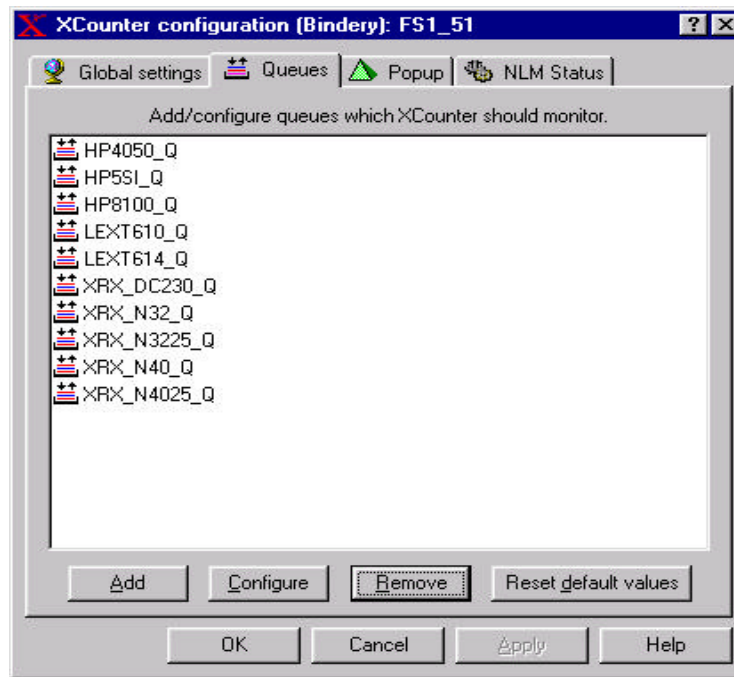 XCounter configuration (Bindery): FS1_51
Global settings Queues Popup NLM Status
Add/configure queues which XCounter should monitor.
HP4050_Q
HP5SI_Q
HP8100_Q
LEXT610_Q
LEXT614_Q
XRX_DC230_Q
XRX_N32_Q
XRX_N3225_Q
XRX_N40_Q
XRX_N4025_Q
Add Configure Remove Reset default values
OK Cancel Apply Help